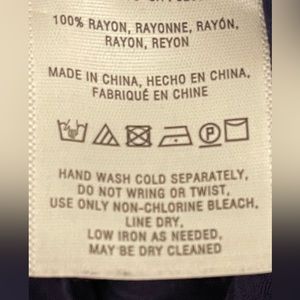 100% RAYON, RAYONNE, RAYÓN,
RAYON, REYON
MADE IN CHINA, HECHO EN CHINA,
FABRIQUÉ EN CHINE
P
HAND WASH COLD SEPARATELY,
DO NOT WRING OR TWIST,
USE ONLY NON-CHLORINE BLEACH,
LINE DRY,
LOW IRON AS NEEDED,
MAY BE DRY CLEANED